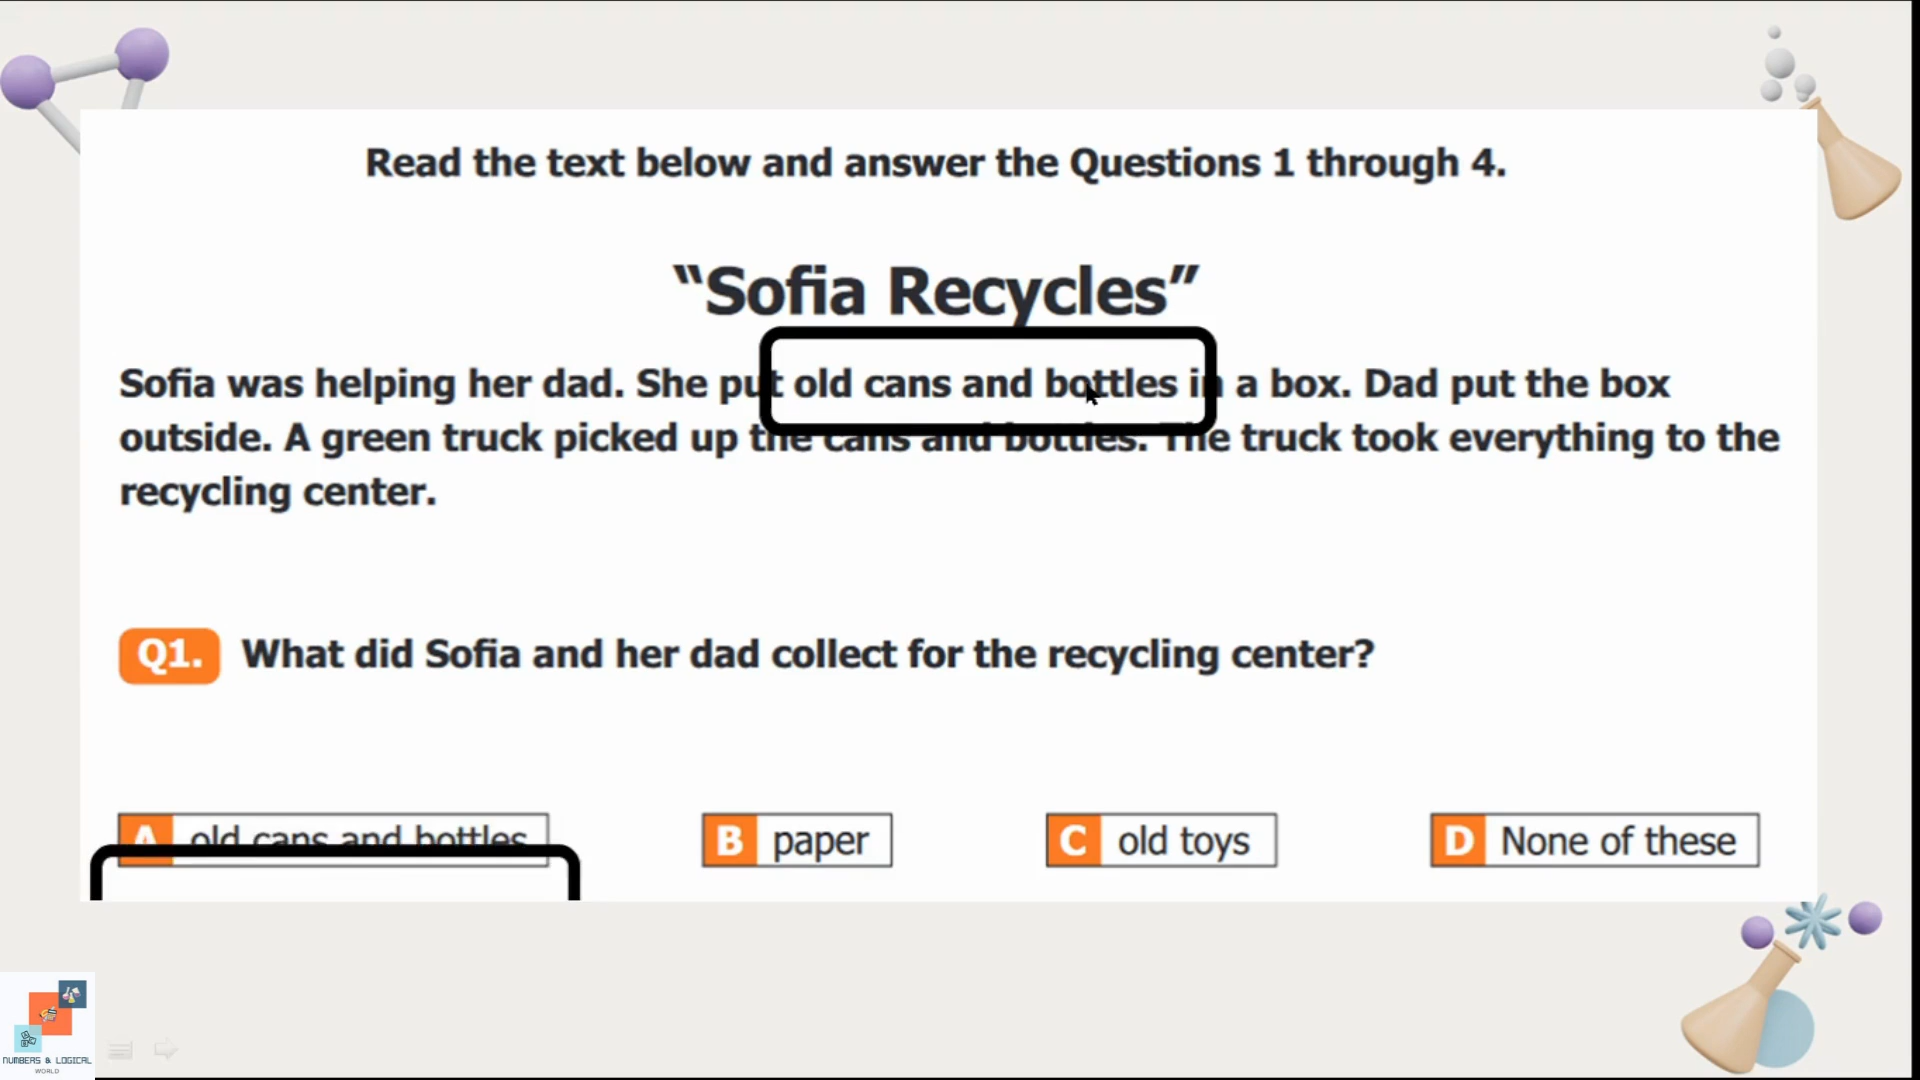 Read the text below and answer the Questions 1 through 4.
“Sofia Recycles”
Sofia was helping her dad. She put old cans and bottles in a box. Dad put the box
outside. A green truck picked up the cans and bottles. The truck took everything to the
recycling center.
Q1. What did Sofia and her dad collect for the recycling center?
A old cans and bottles B paper C old toys D None of these
NUMBERS & LOGICAL
WORLD